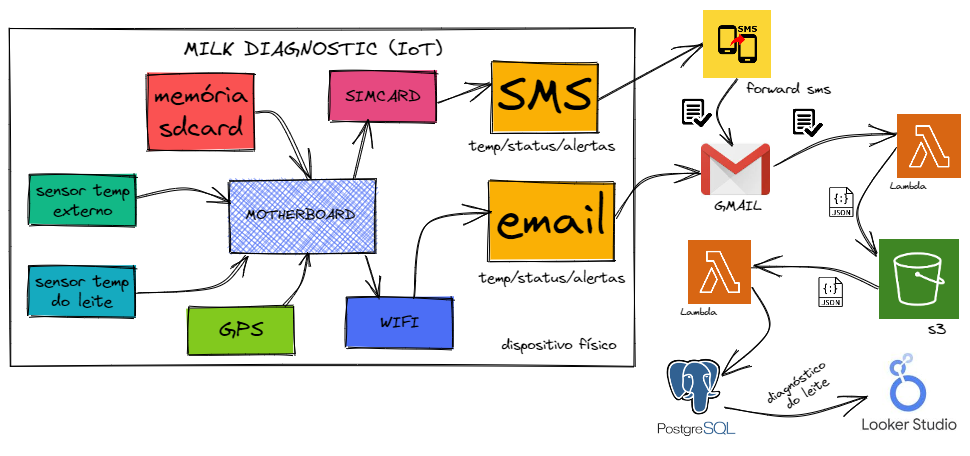 MILK DIAGNOSTIC (IoT)
memória
sdcard
SIMCARD
SMS
temp/status/alertas
sensor temp
externo
MOTHERBOARD
email
temp/status/alertas
sensor temp
do leite
GPS
WIFI
dispositivo físico
SMS
forward sms
GMAIL
Lambda
{:}
JSON
s3
{:}
JSON
Lambda
PostgreSQL
diagnóstico
do leite
Looker Studio